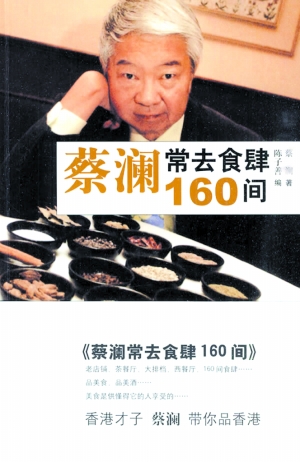 蔡澜
常去食肆
160间
陈子善 编
蔡 著
《蔡澜常去食肆160间》
老店铺、茶餐厅、大排档、西餐厅，160间食肆……
品美食，品美酒……
美食是给懂得它的人享受的……
香港才子 蔡澜 带你品香港